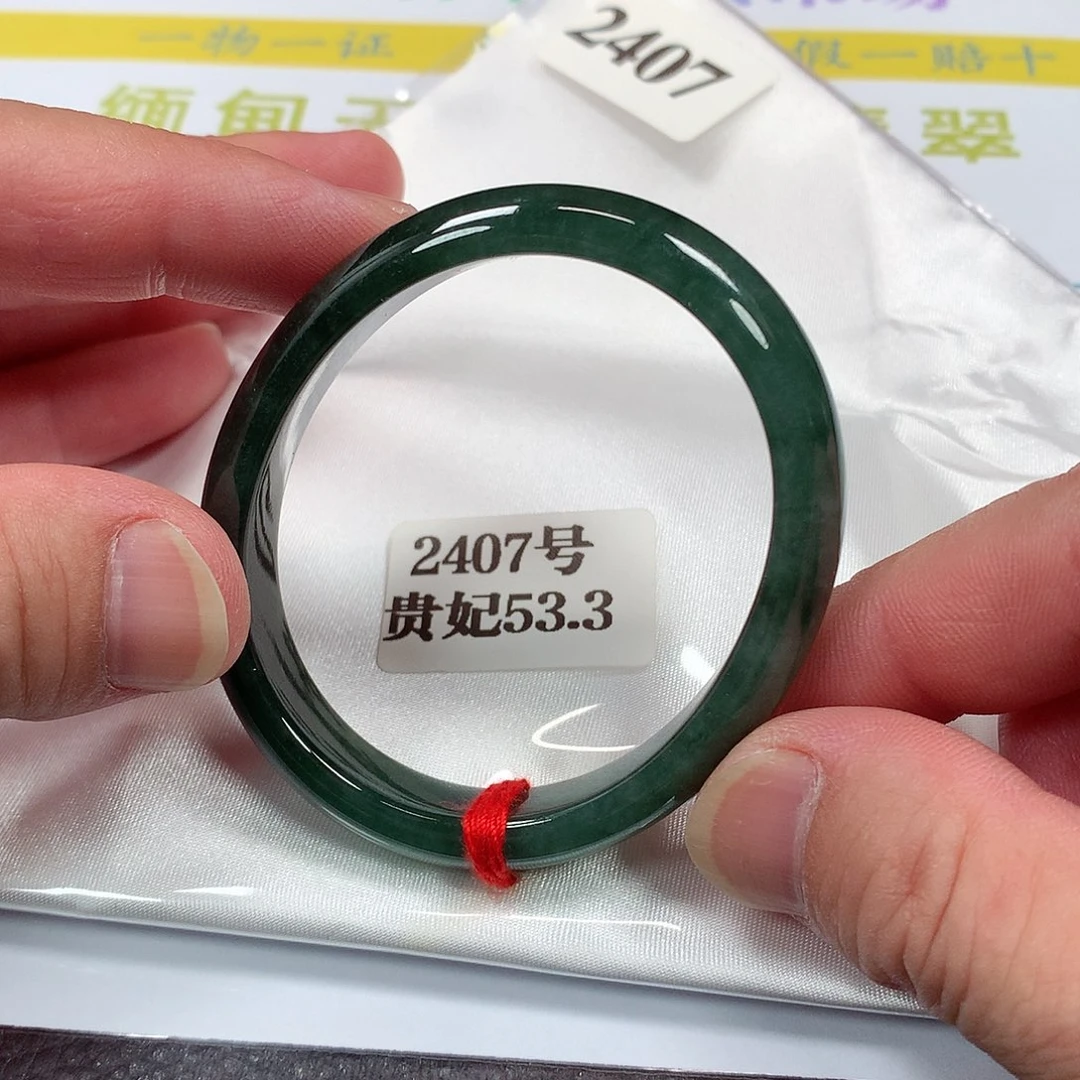 一物一证
假一赔十
缅甸
翡翠
2407
2407号
贵妃53.3